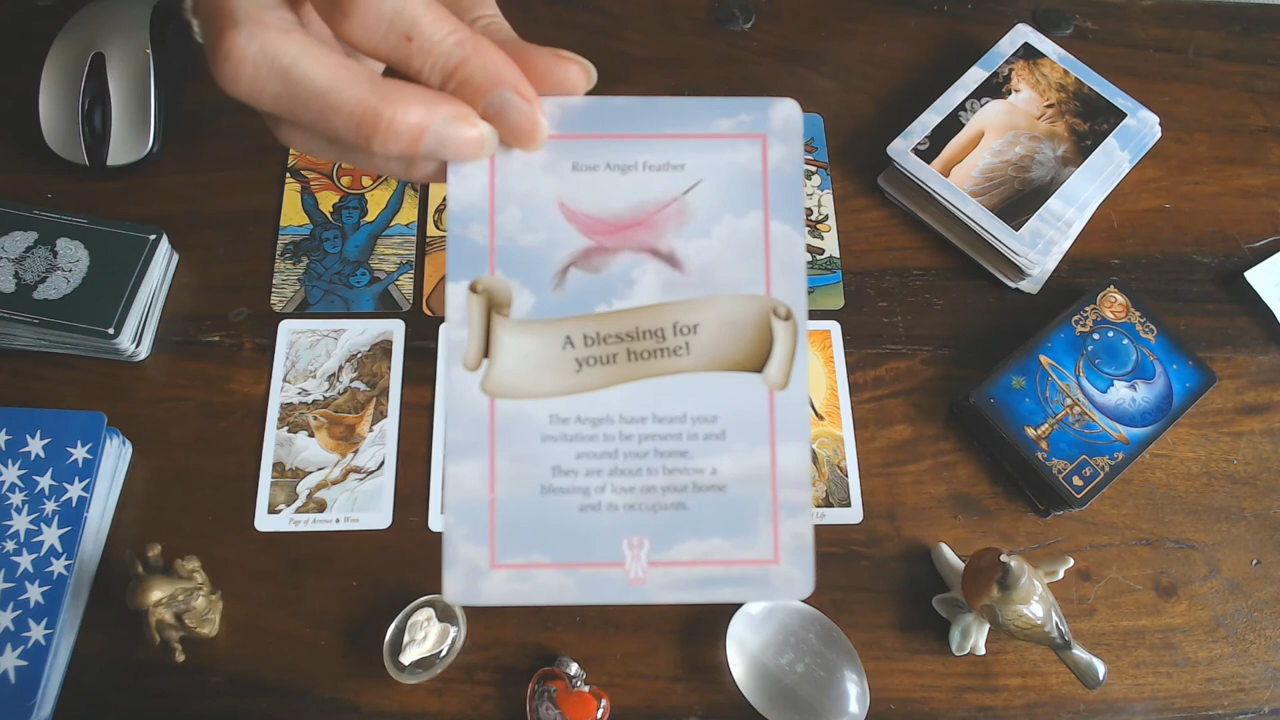 Rose Angel Feather
A blessing for
your home!
The Angels have heard your
invitation to be present in and
around your home.
They are about to bestow a
blessing of love on your home
and its occupants.
Page of Arrows Wren
Life
8